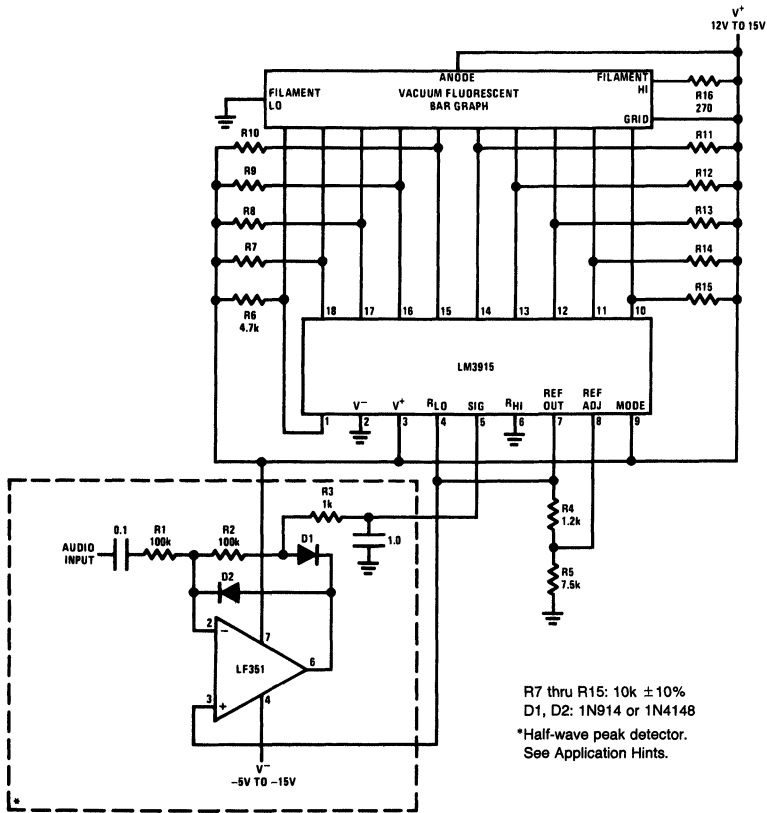 V+
12V TO 15V
ANODE
FILAMENT LO
VACUUM FLUORESCENT
BAR GRAPH
FILAMENT HI
GRID
R16
270
R10
R11
R9
R12
R8
R13
R7
R14
R6
4.7k
R15
18
17
16
15
14
13
12
11
10
LM3915
V−
V+
RLO
SIG
RHI
REF OUT
REF ADJ
MODE
1
2
3
4
5
6
7
8
9
R3
1k
R4
1.2k
0.1
R1
100k
R2
100k
D1
1.0
AUDIO
INPUT
D2
R5
7.5k
2
−
7
LF351
6
3
+
4
V−
−5V TO −15V
*
R7 thru R15: 10k ±10%
D1, D2: 1N914 or 1N4148
*Half-wave peak detector.
See Application Hints.